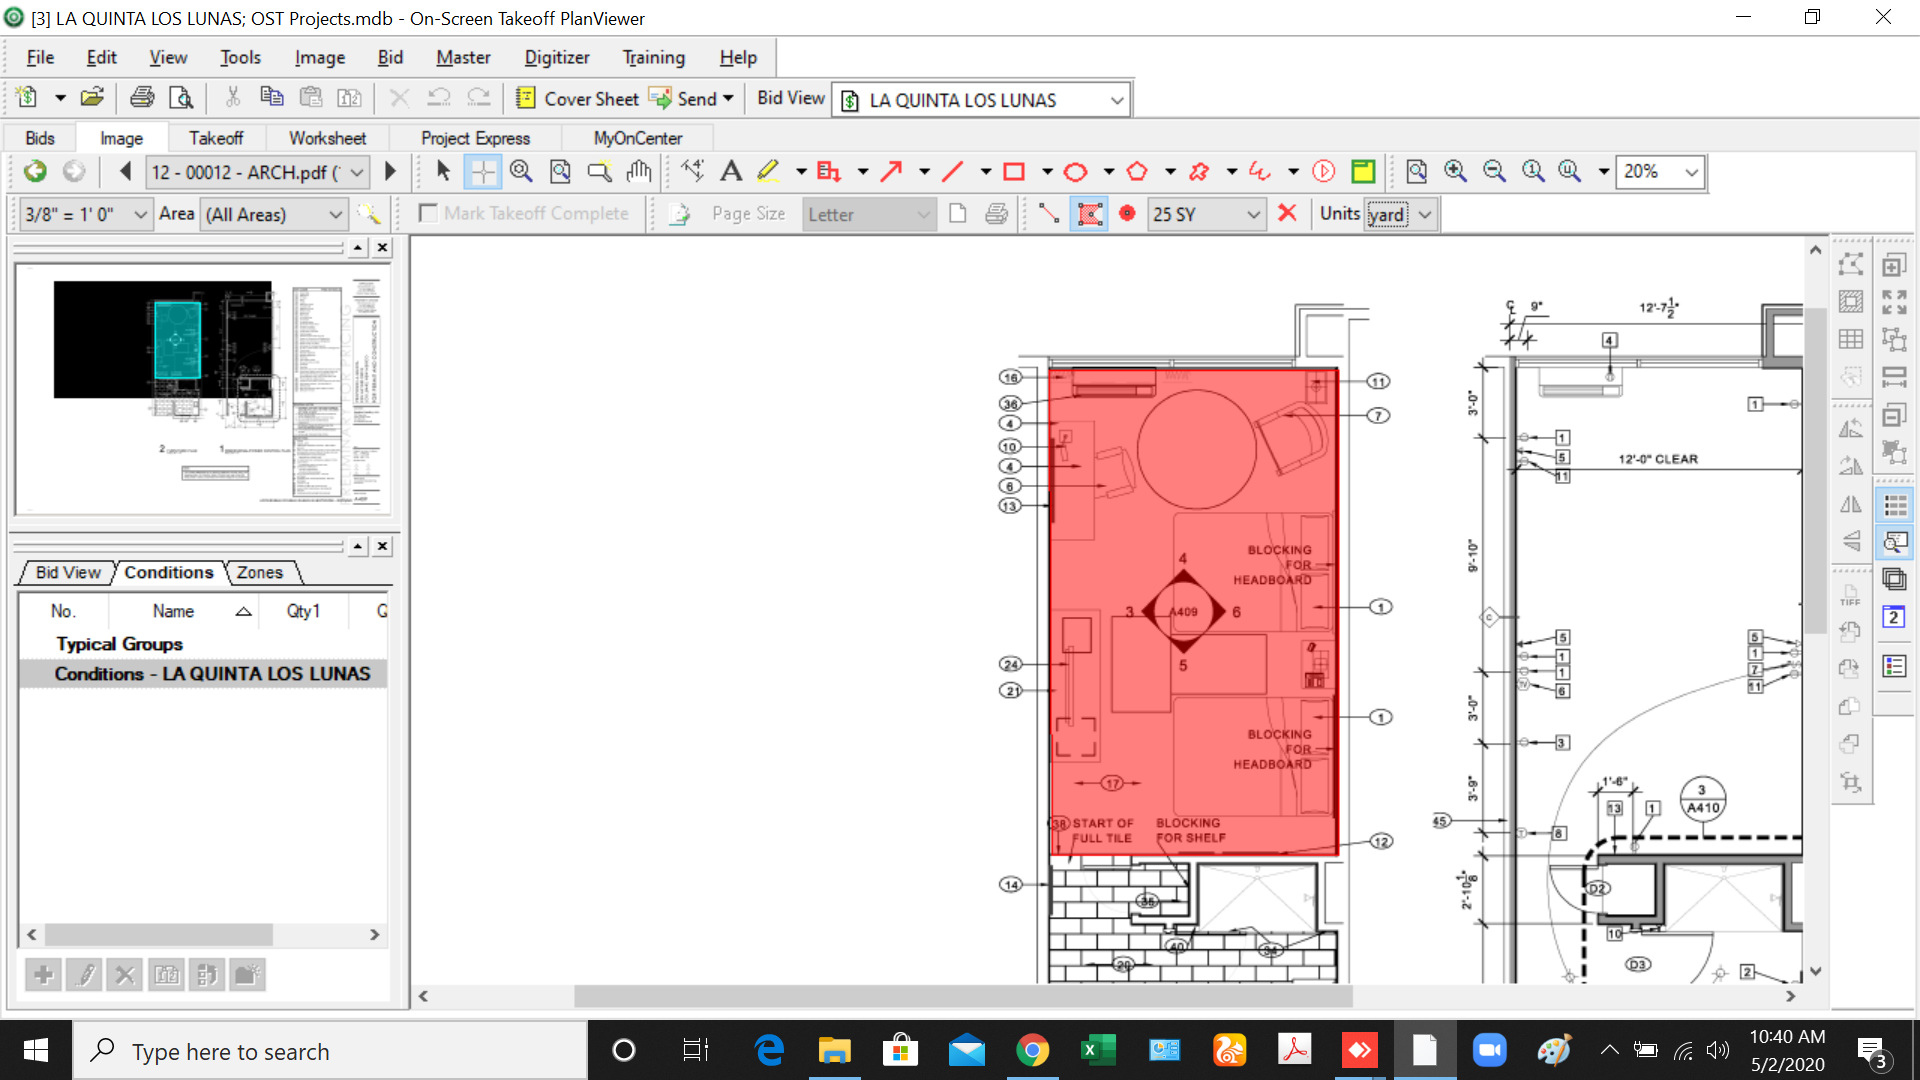 [3] LA QUINTA LOS LUNAS; OST Projects.mdb - On-Screen Takeoff PlanViewer
File Edit View Tools Image Bid Master Digitizer Training Help
Cover Sheet Send Bid View LA QUINTA LOS LUNAS
Bids Image Takeoff Worksheet Project Express MyOnCenter
12 - 00012 - ARCH.pdf ( 20%
3/8" = 1' 0" Area (All Areas) Mark Takeoff Complete Page Size Letter 25 SY Units yard
Bid View Conditions Zones
No. Name Qty1
Typical Groups
Conditions - LA QUINTA LOS LUNAS
9" 12'-7 1/2"
4
16 11
36 7
4
10
4
6
13
BLOCKING
FOR
HEADBOARD
4
3 A409 6
5
1
24
21
1
BLOCKING
FOR
HEADBOARD
17
38 START OF
FULL TILE
BLOCKING
FOR SHELF
12
14
35
40 34
20
3'-0"
1
1
5
11
12'-0" CLEAR
9'-10"
C
5
1
1
6
3
5
1
7
11
3'-0"
3'-9"
1'-6"
3
A410
13 1
45
8
2'-10 1/8"
D2
10
D3
2
TIFF
2
Type here to search
10:40 AM
5/2/2020
3